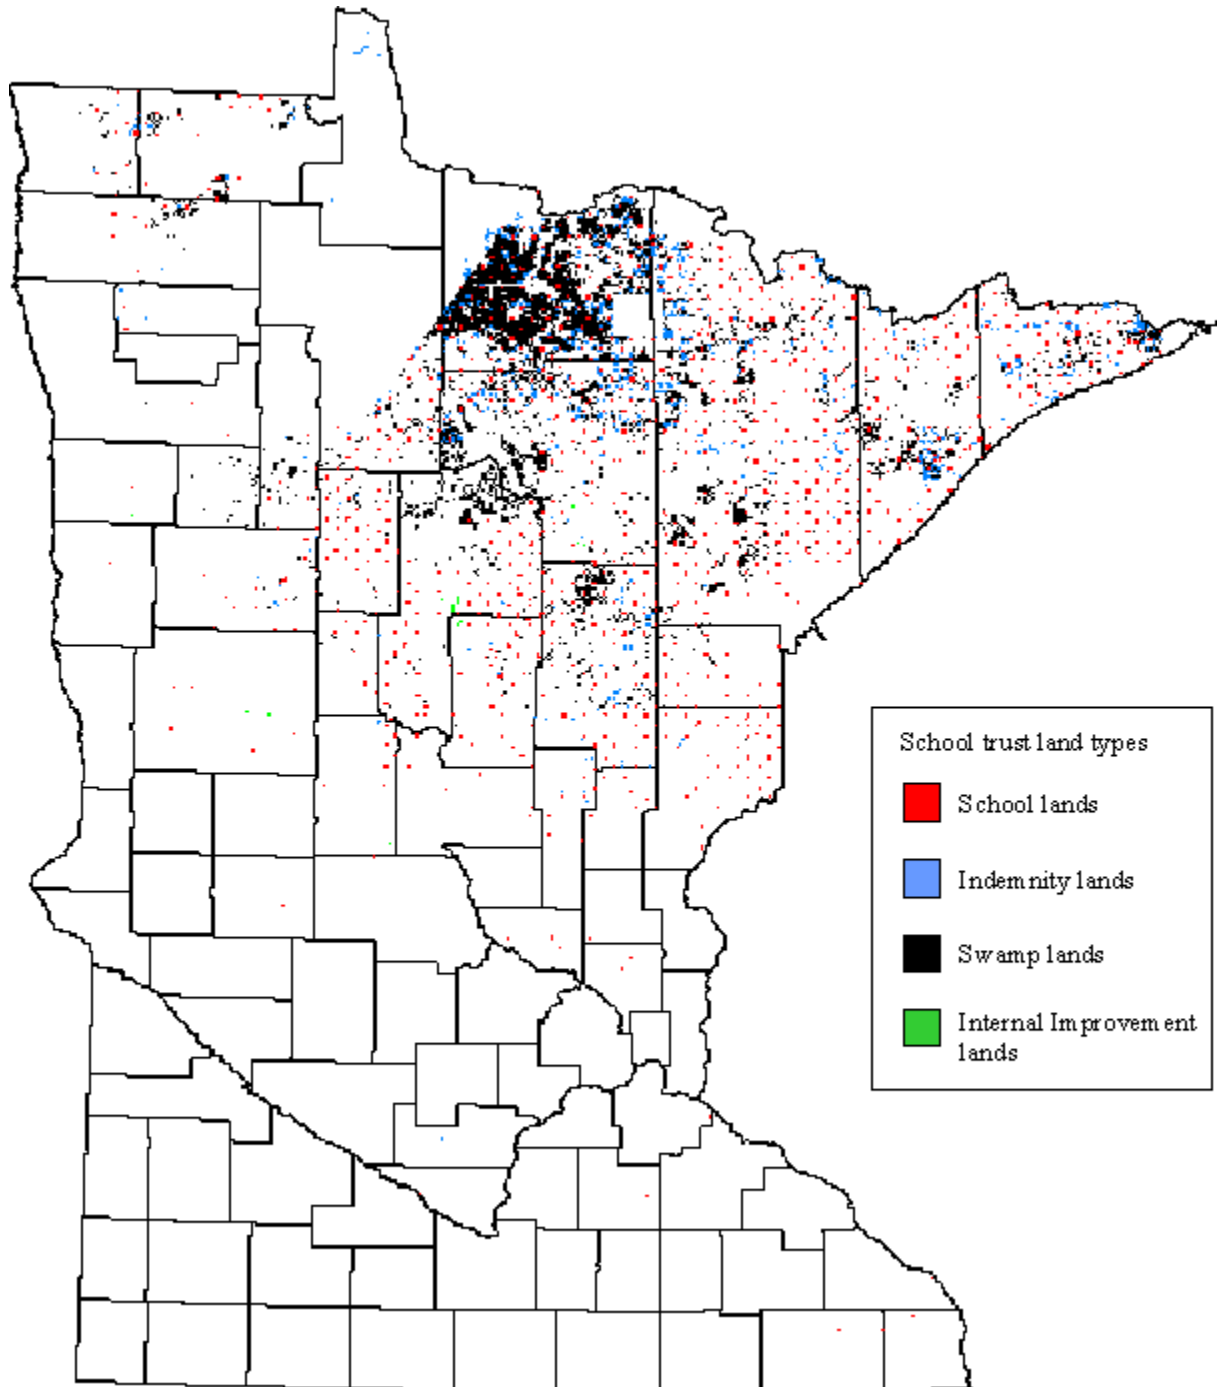 School trust land types
School lands
Indemnity lands
Swamp lands
Internal Improvement
lands